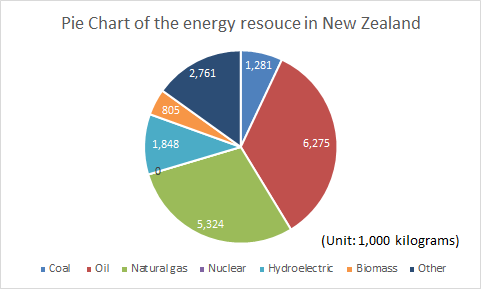 Pie Chart of the energy resouce in New Zealand
1,281
2,761
805
6,275
1,848
0
5,324
(Unit: 1,000 kilograms)
Coal Oil Natural gas Nuclear Hydroelectric Biomass Other